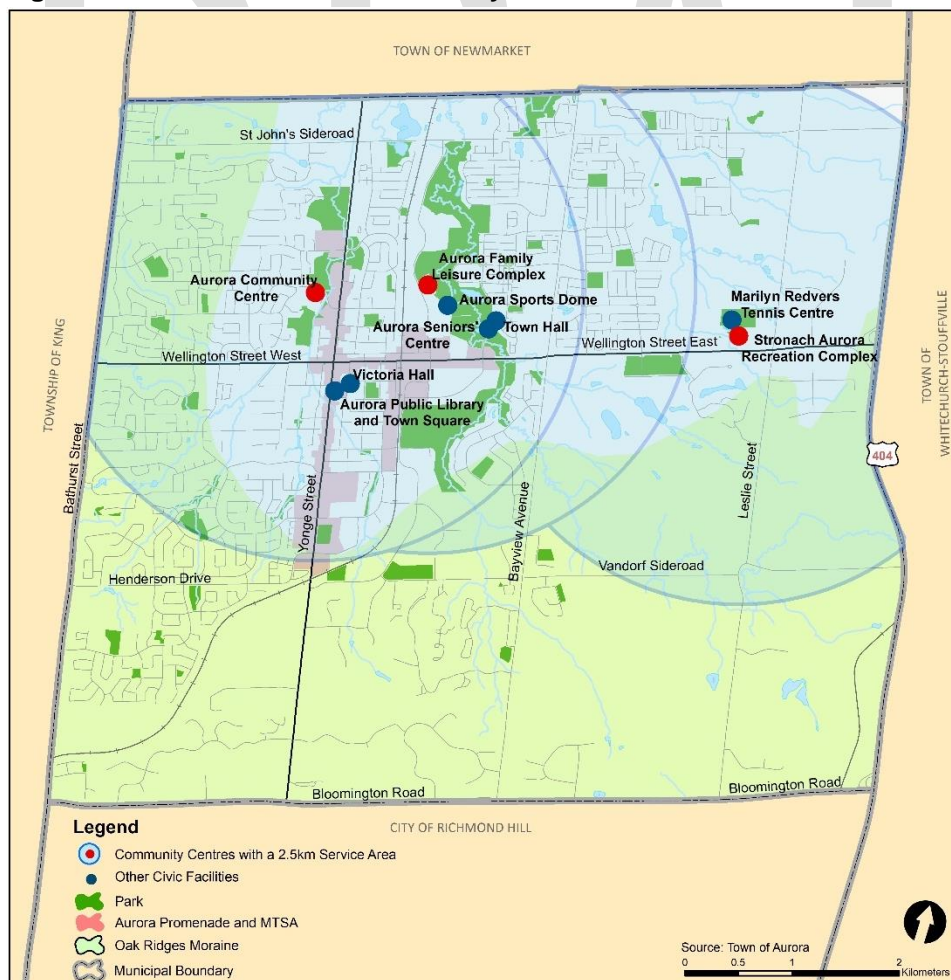 TOWN OF NEWMARKET
St John's Sideroad
Aurora Community
Centre
Aurora Family
Leisure Complex
Aurora Sports Dome
Aurora Seniors'
Centre
Town Hall
Marilyn Redvers
Tennis Centre
Stronach Aurora
Recreation Complex
Wellington Street West
Wellington Street East
Victoria Hall
Aurora Public Library
and Town Square
TOWNSHIP OF KING
Bathurst Street
Yonge Street
Bayview Avenue
Leslie Street
404
TOWN OF
WHITECHURCH-STOUFFVILLE
Henderson Drive
Vandorf Sideroad
Bloomington Road
Bloomington Road
CITY OF RICHMOND HILL
Legend
Community Centres with a 2.5km Service Area
Other Civic Facilities
Park
Aurora Promenade and MTSA
Oak Ridges Moraine
Municipal Boundary
Source: Town of Aurora
0 0.5 1 2
Kilometers